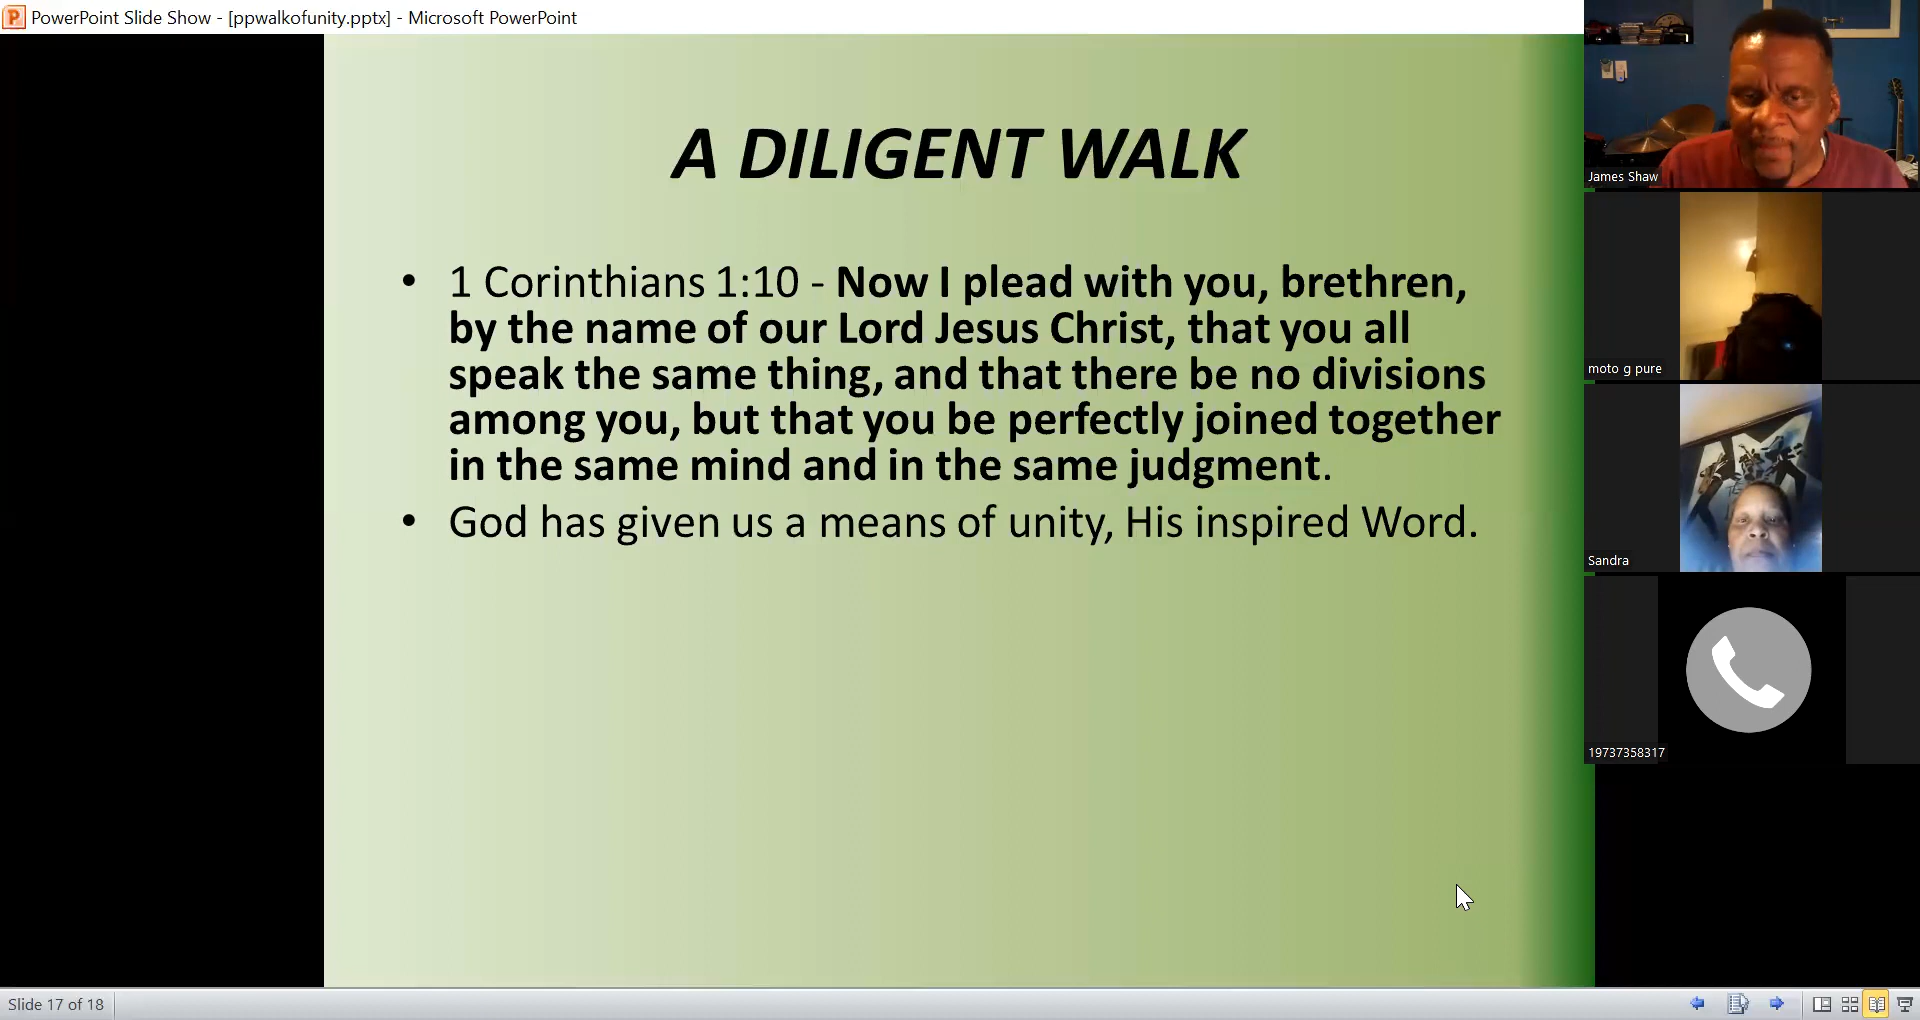 PowerPoint Slide Show - [ppwalkofunity.pptx] - Microsoft PowerPoint
A DILIGENT WALK
• 1 Corinthians 1:10 - Now I plead with you, brethren,
by the name of our Lord Jesus Christ, that you all
speak the same thing, and that there be no divisions
among you, but that you be perfectly joined together
in the same mind and in the same judgment.
• God has given us a means of unity, His inspired Word.
James Shaw
moto g pure
Sandra
19737358317
Slide 17 of 18